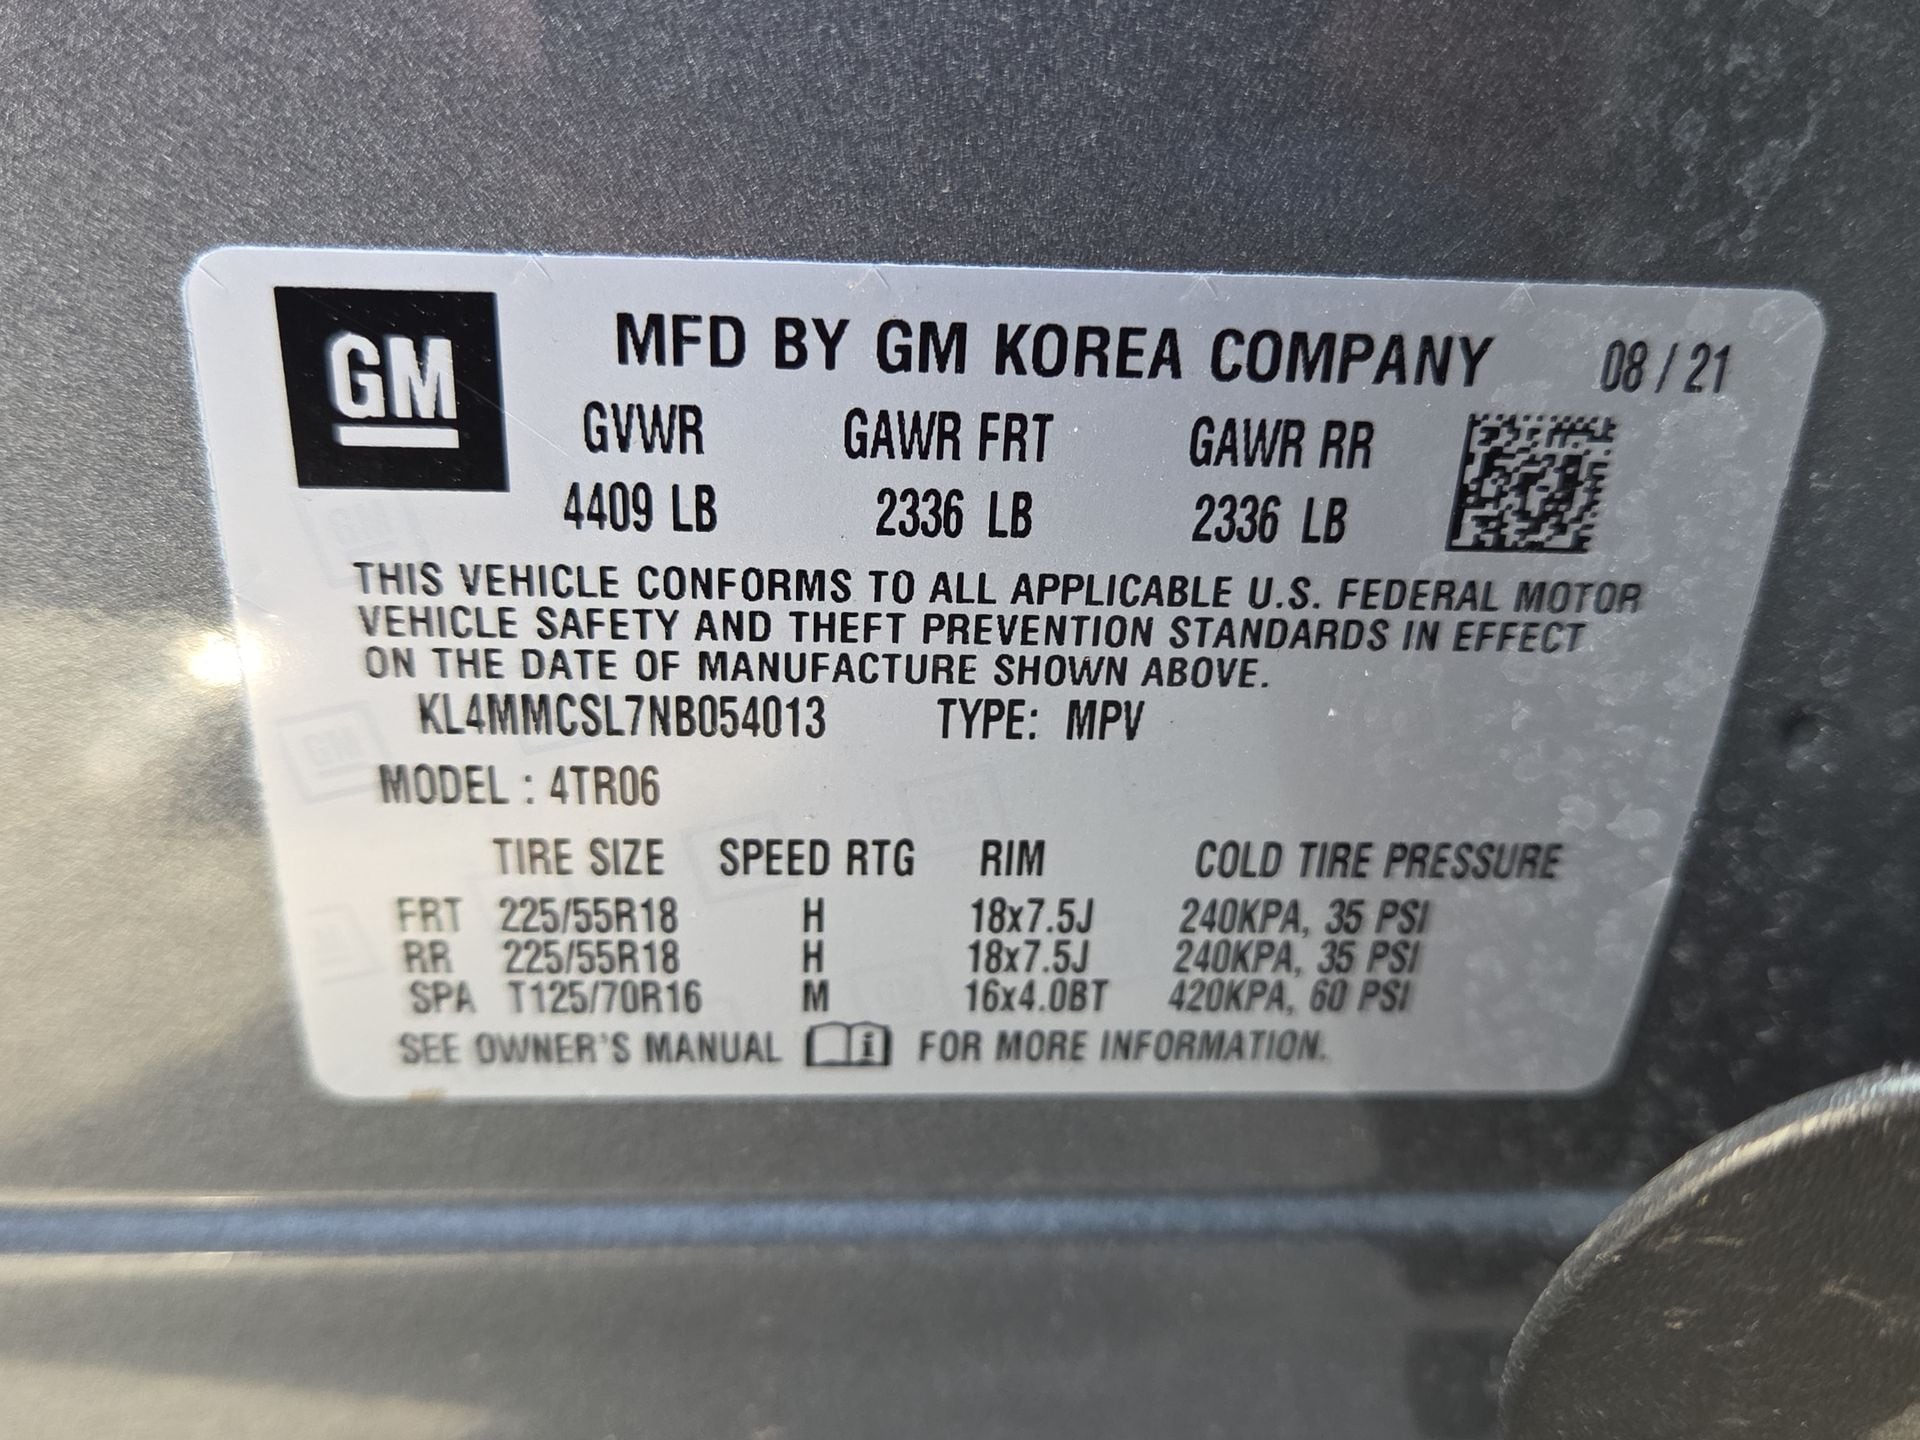 GM
MFD BY GM KOREA COMPANY 08 / 21
GVWR GAWR FRT GAWR RR
4409 LB 2336 LB 2336 LB
THIS VEHICLE CONFORMS TO ALL APPLICABLE U.S. FEDERAL MOTOR
VEHICLE SAFETY AND THEFT PREVENTION STANDARDS IN EFFECT
ON THE DATE OF MANUFACTURE SHOWN ABOVE.
KL4MMCSL7NB054013 TYPE: MPV
MODEL : 4TR06
TIRE SIZE SPEED RTG RIM COLD TIRE PRESSURE
FRT 225/55R18 H 18x7.5J 240KPA, 35 PSI
RR 225/55R18 H 18x7.5J 240KPA, 35 PSI
SPA T125/70R16 M 16x4.0BT 420KPA, 60 PSI
SEE OWNER'S MANUAL i FOR MORE INFORMATION.